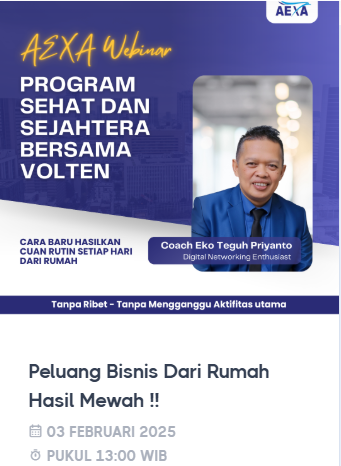 AEXA
AEXA Webinar
PROGRAM
SEHAT DAN
SEJAHTERA
BERSAMA
VOLTEN
CARA BARU HASILKAN
CUAN RUTIN SETIAP HARI
DARI RUMAH
Coach Eko Teguh Priyanto
Digital Networking Enthusiast
Tanpa Ribet - Tanpa Mengganggu Aktifitas utama
Peluang Bisnis Dari Rumah
Hasil Mewah !!
03 FEBRUARI 2025
PUKUL 13:00 WIB